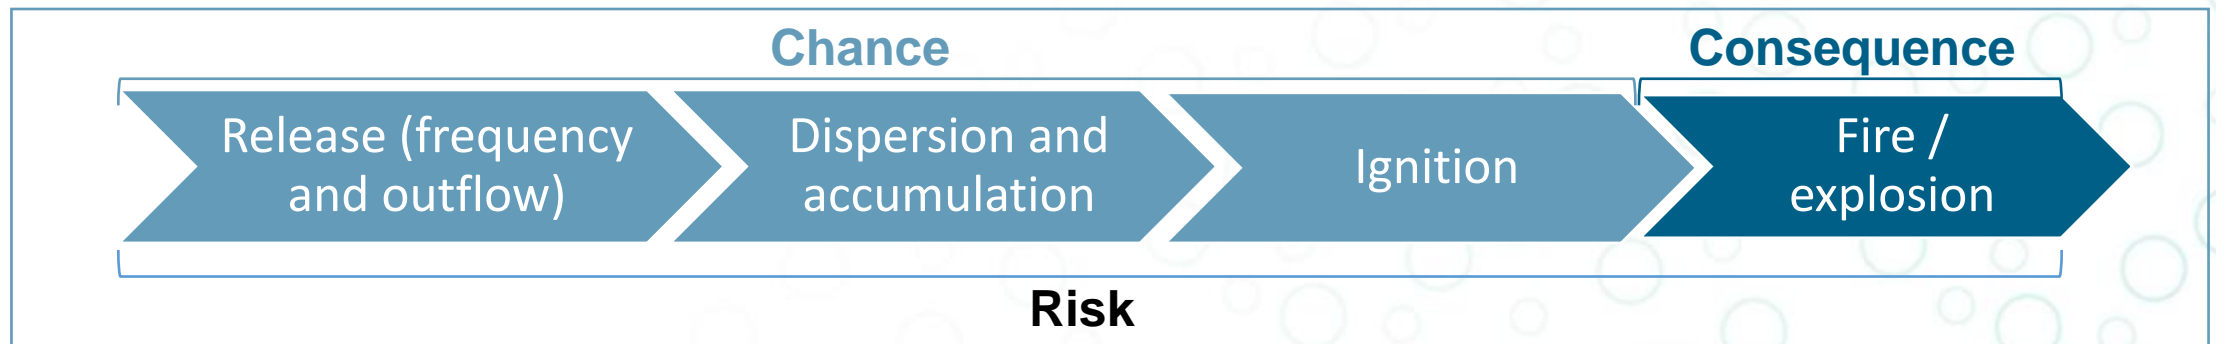 Chance
Consequence
Release (frequency
and outflow)
Dispersion and
accumulation
Ignition
Fire /
explosion
Risk